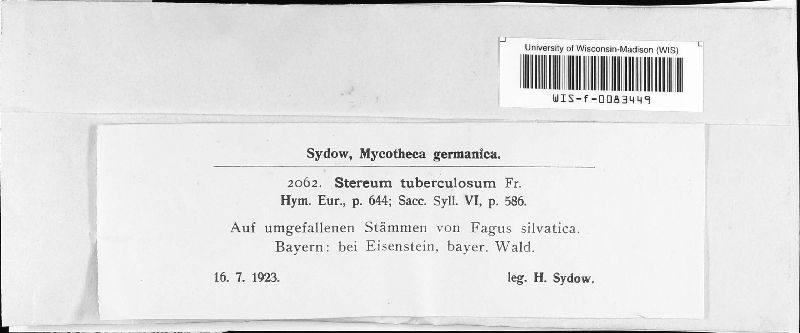 University of Wisconsin-Madison (WIS)
WIS-f-0083449
Sydow, Mycotheca germanica.
2062. Stereum tuberculosum Fr.
Hym. Eur., p. 644; Sacc. Syll. VI, p. 586.
Auf umgefallenen Stämmen von Fagus silvatica.
Bayern: bei Eisenstein, bayer. Wald.
16. 7. 1923. leg. H. Sydow.